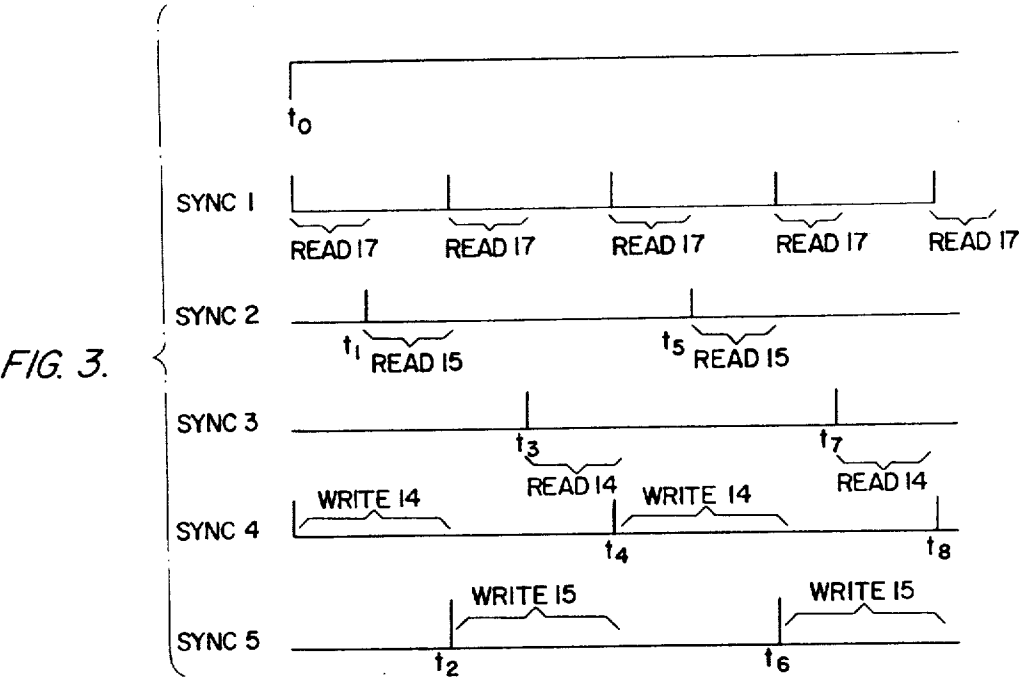 t0
SYNC 1
READ 17 READ 17 READ 17 READ 17 READ 17
SYNC 2
t1 READ 15 t5 READ 15
FIG. 3.
SYNC 3
t3 t7
READ 14 READ 14
WRITE 14 WRITE 14
SYNC 4
t4 t8
WRITE 15 WRITE 15
SYNC 5
t2 t6